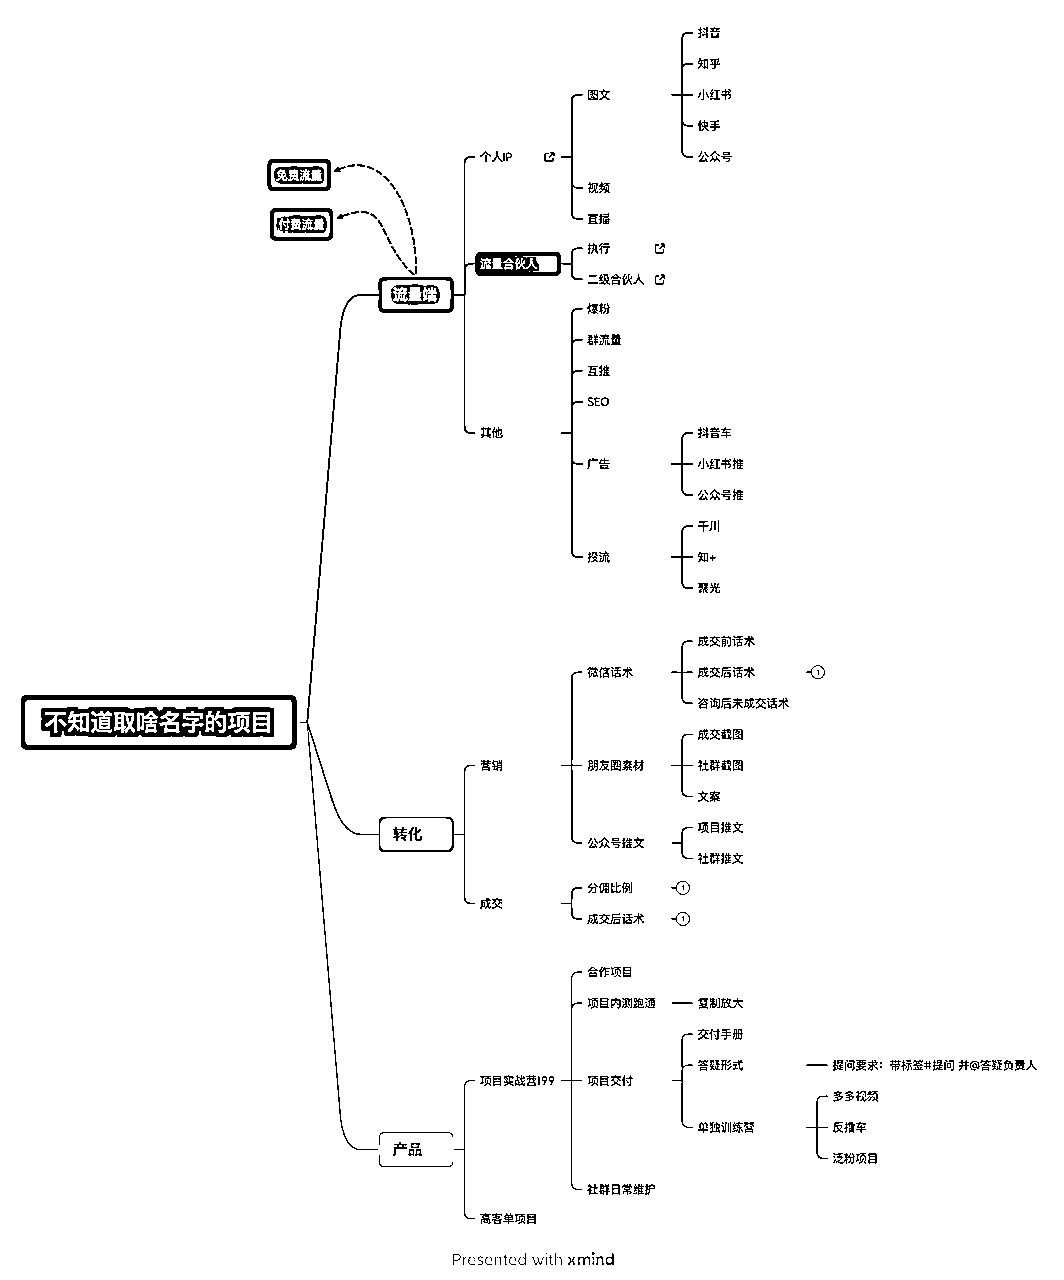 不知道取啥名字的项目
免费流量
付费流量
流量端
个人IP
图文
抖音
知乎
小红书
快手
公众号
视频
直播
流量合伙人
执行
二级合伙人
其他
爆粉
群流量
互推
SEO
广告
抖音车
小红书推
公众号推
投流
千川
知+
聚光
转化
营销
微信话术
成交前话术
成交后话术
1
咨询后未成交话术
朋友圈素材
成交截图
社群截图
文案
公众号推文
项目推文
社群推文
成交
分佣比例
1
成交后话术
1
产品
项目实战营199
合作项目
项目内测跑通
复制放大
项目交付
交付手册
答疑形式
提问要求：带标签#提问 并@答疑负责人
单独训练营
多多视频
反撸车
泛粉项目
社群日常维护
高客单项目
Presented with xmind